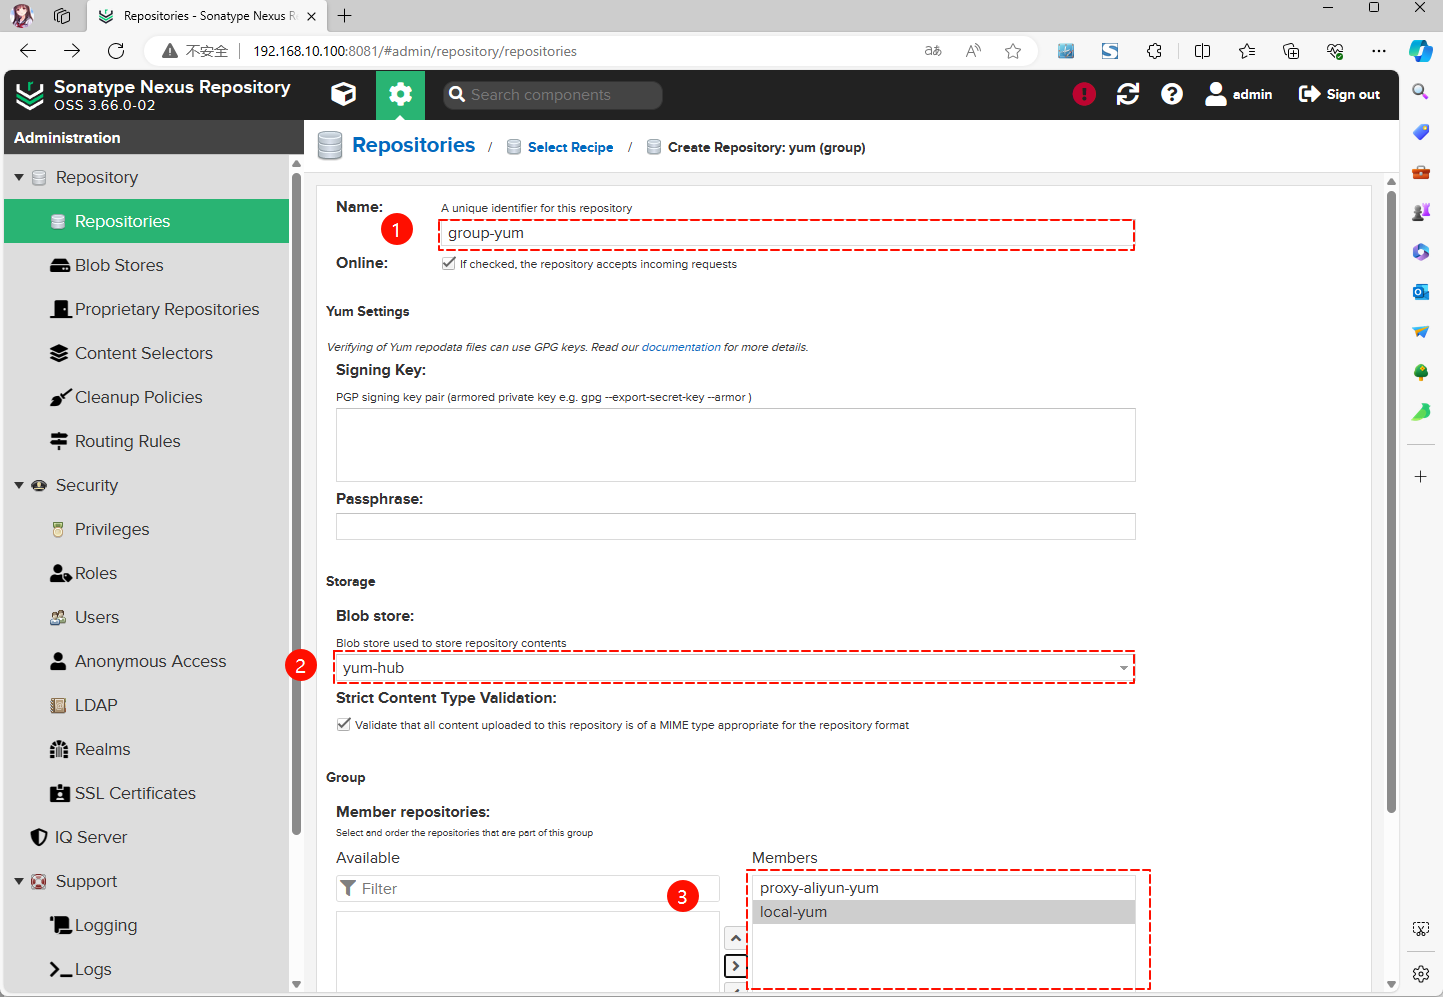 Repositories - Sonatype Nexus R
不安全
192.168.10.100:8081/#admin/repository/repositories
Sonatype Nexus Repository
OSS 3.66.0-02
Search components
admin
Sign out
Administration
Repositories / Select Recipe / Create Repository: yum (group)
Repository
Repositories
Blob Stores
Proprietary Repositories
Content Selectors
Cleanup Policies
Routing Rules
Security
Privileges
Roles
Users
Anonymous Access
LDAP
Realms
SSL Certificates
IQ Server
Support
Logging
Logs
Name:
A unique identifier for this repository
1
group-yum
Online:
If checked, the repository accepts incoming requests
Yum Settings
Verifying of Yum repodata files can use GPG keys. Read our documentation for more details.
Signing Key:
PGP signing key pair (armored private key e.g. gpg --export-secret-key --armor )
Passphrase:
Storage
Blob store:
Blob store used to store repository contents
2
yum-hub
Strict Content Type Validation:
Validate that all content uploaded to this repository is of a MIME type appropriate for the repository format
Group
Member repositories:
Select and order the repositories that are part of this group
Available
Filter
3
Members
proxy-aliyun-yum
local-yum